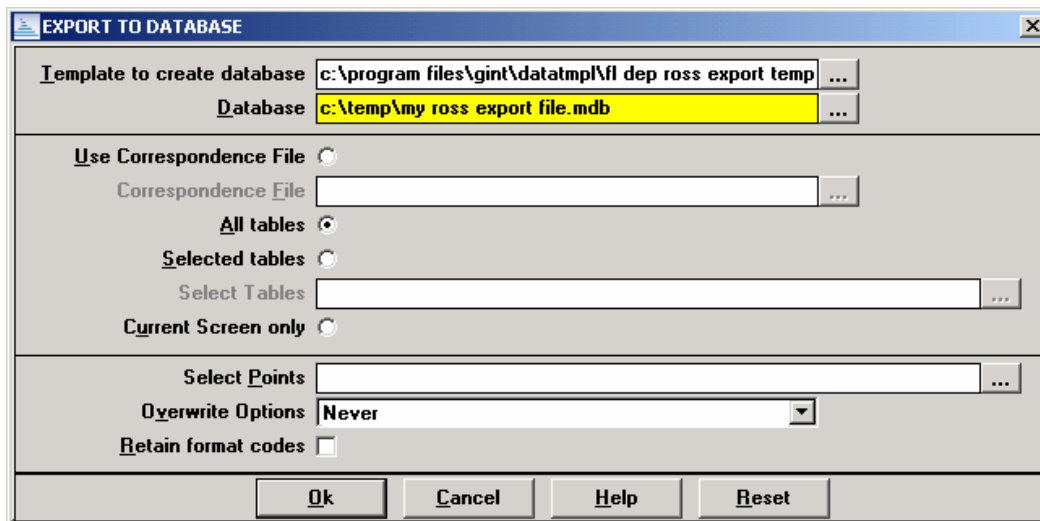 EXPORT TO DATABASE
Template to create database c:\program files\gint\datatmpl\fl dep ross export temp ...
Database c:\temp\my ross export file.mdb ...
Use Correspondence File
Correspondence File ...
All tables
Selected tables
Select Tables ...
Current Screen only
Select Points ...
Overwrite Options Never
Retain format codes
Ok Cancel Help Reset